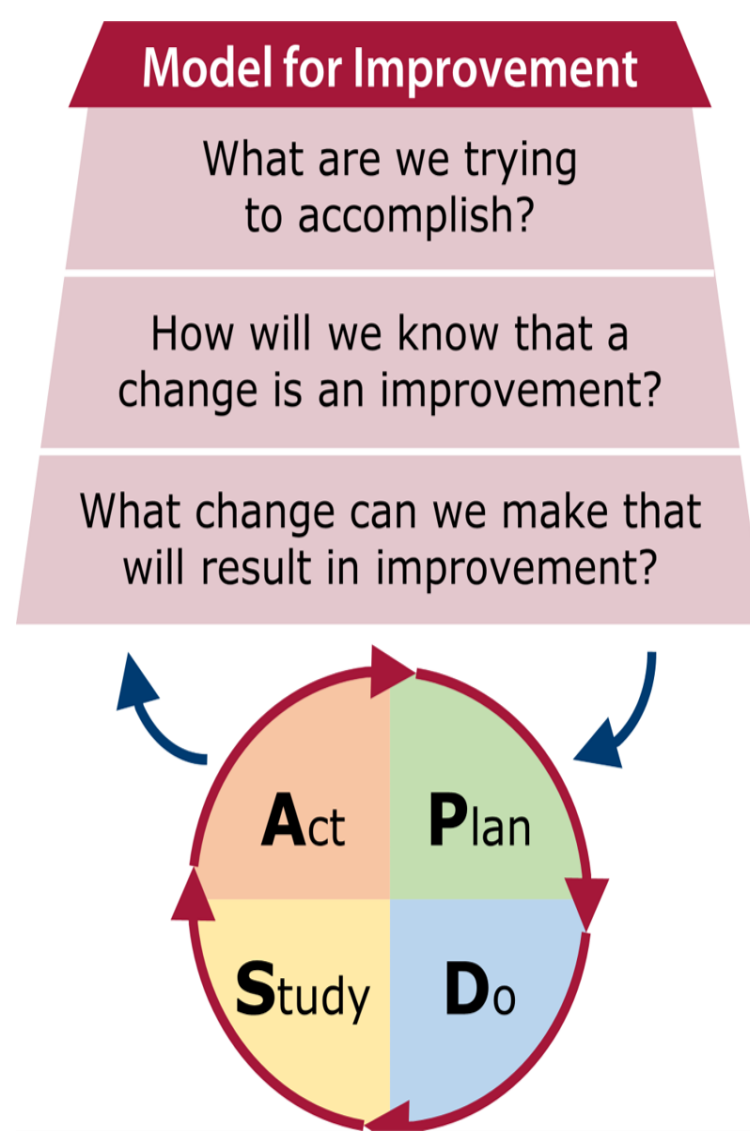 Model for Improvement
What are we trying
to accomplish?
How will we know that a
change is an improvement?
What change can we make that
will result in improvement?
Act Plan
Study Do